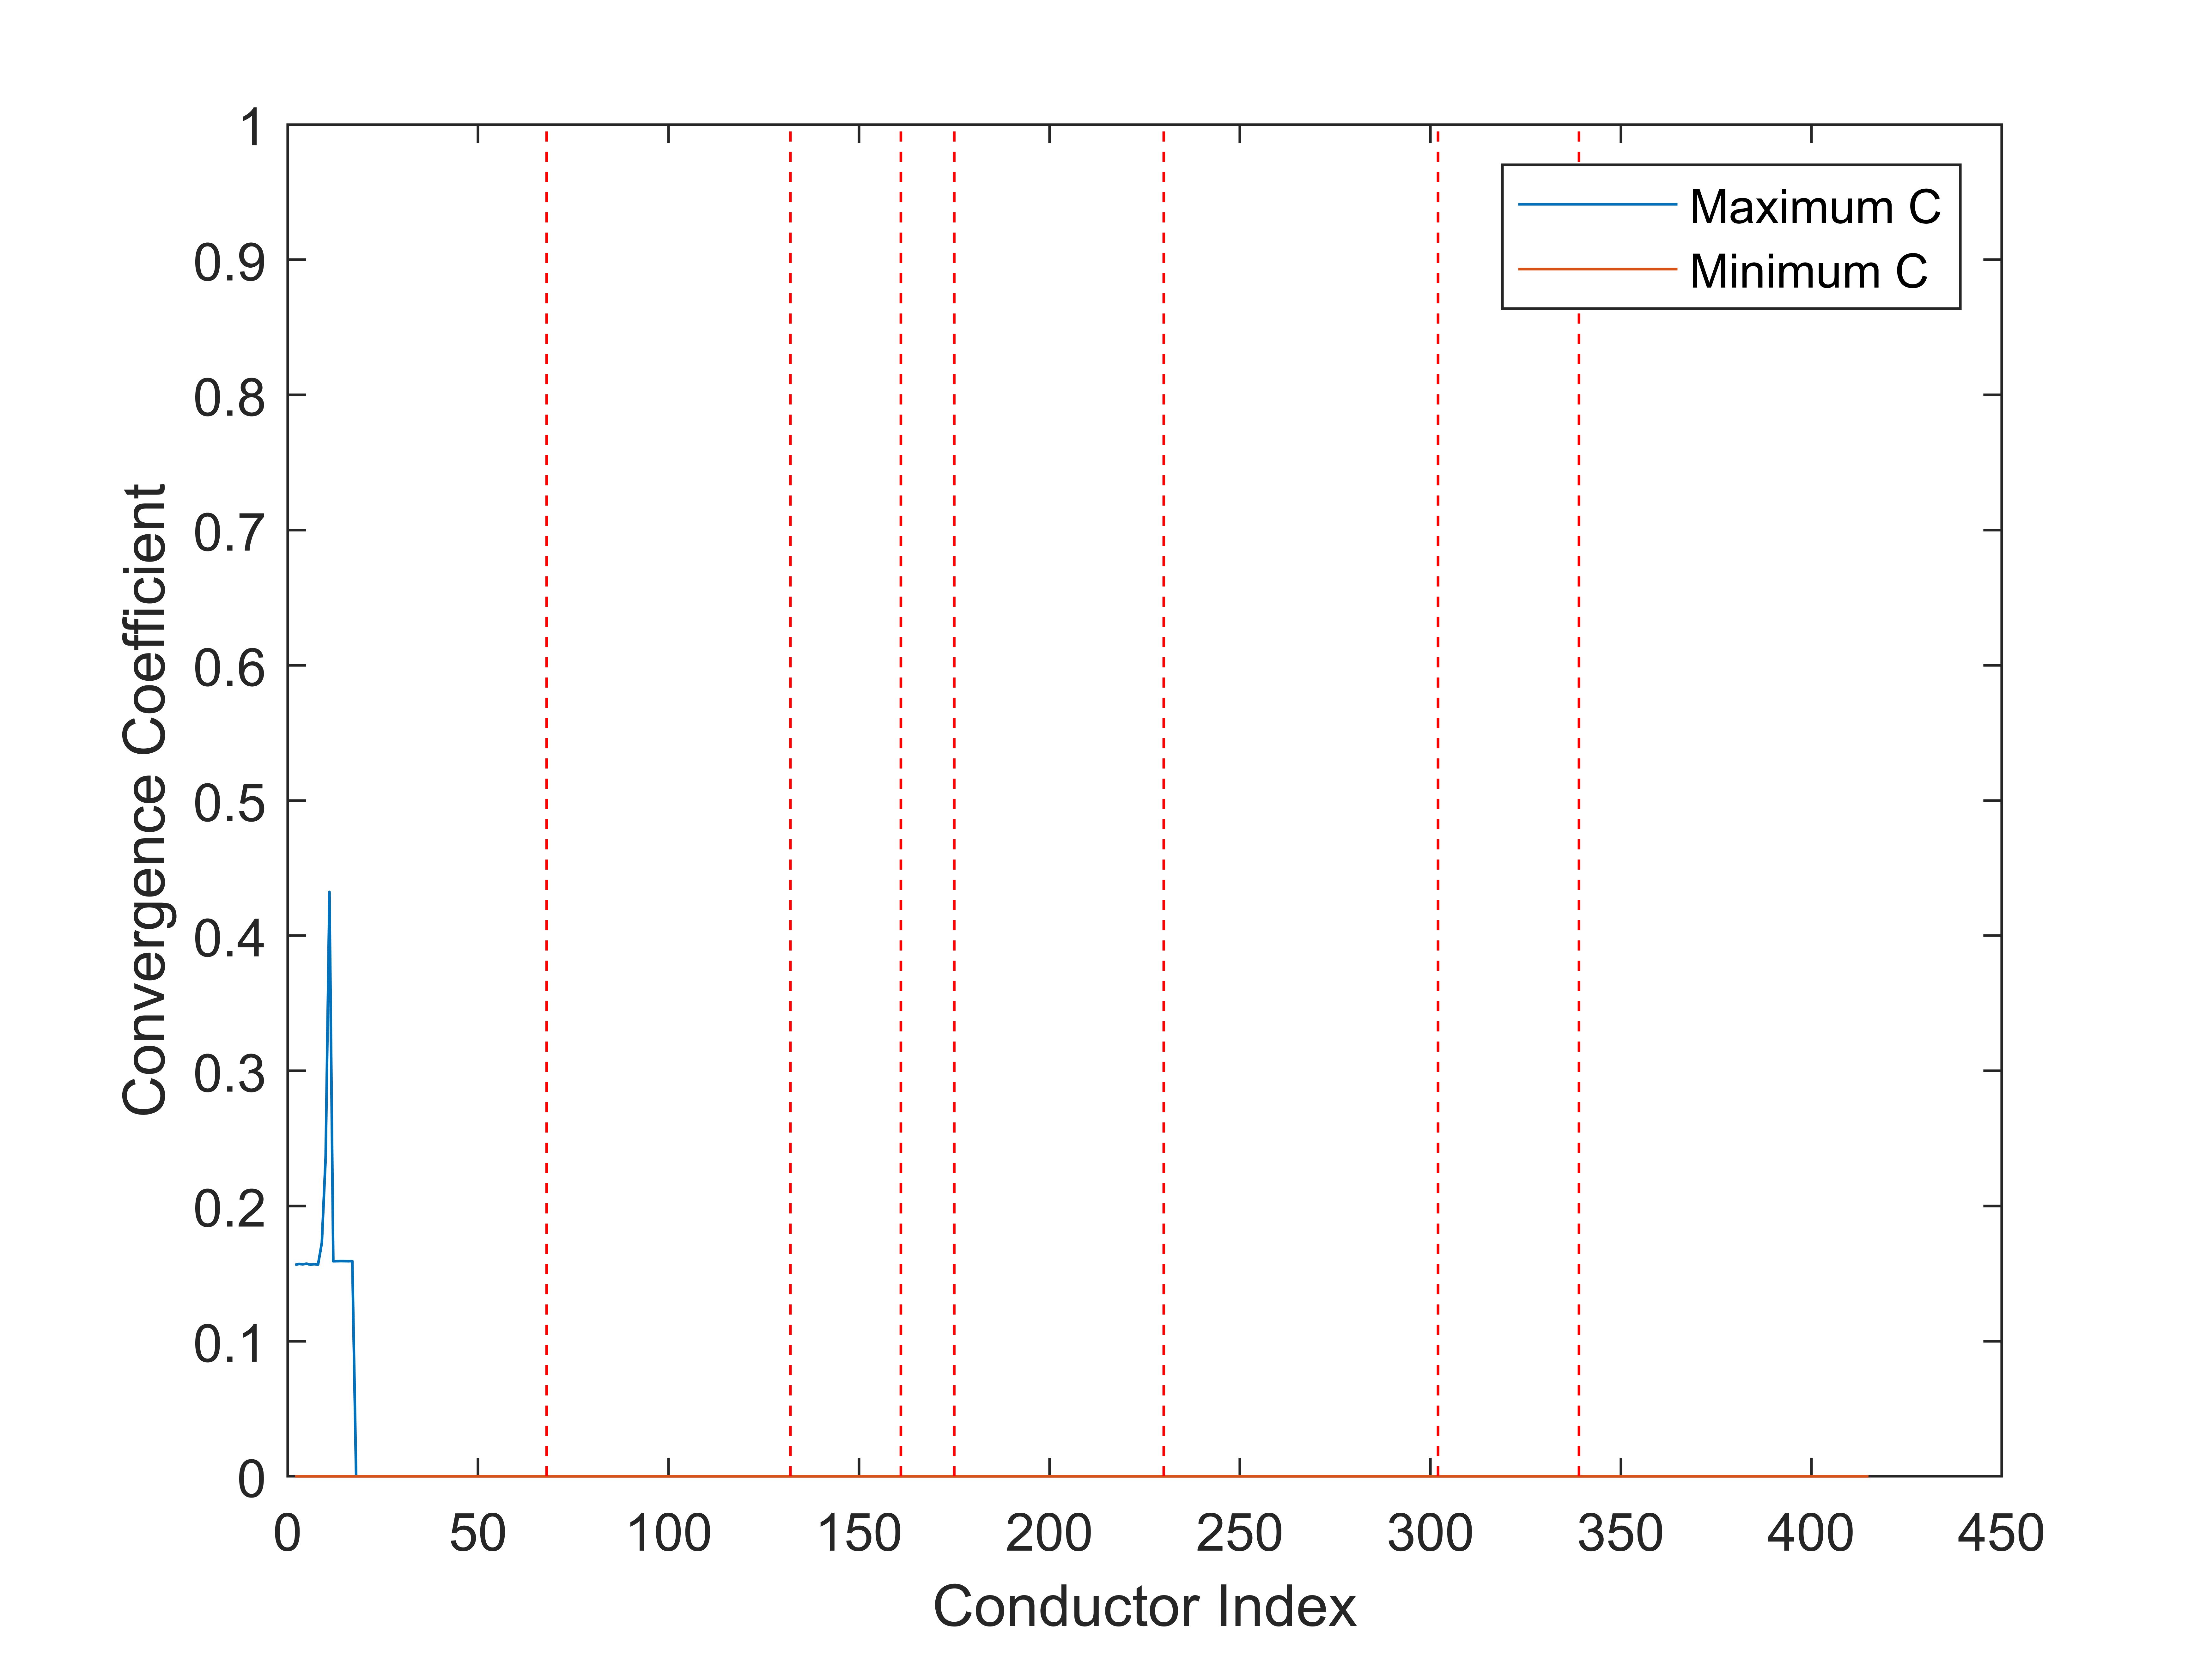 1
0.9
0.8
0.7
0.6
0.5
0.4
0.3
0.2
0.1
0
Convergence Coefficient
Maximum C
Minimum C
0 50 100 150 200 250 300 350 400 450
Conductor Index